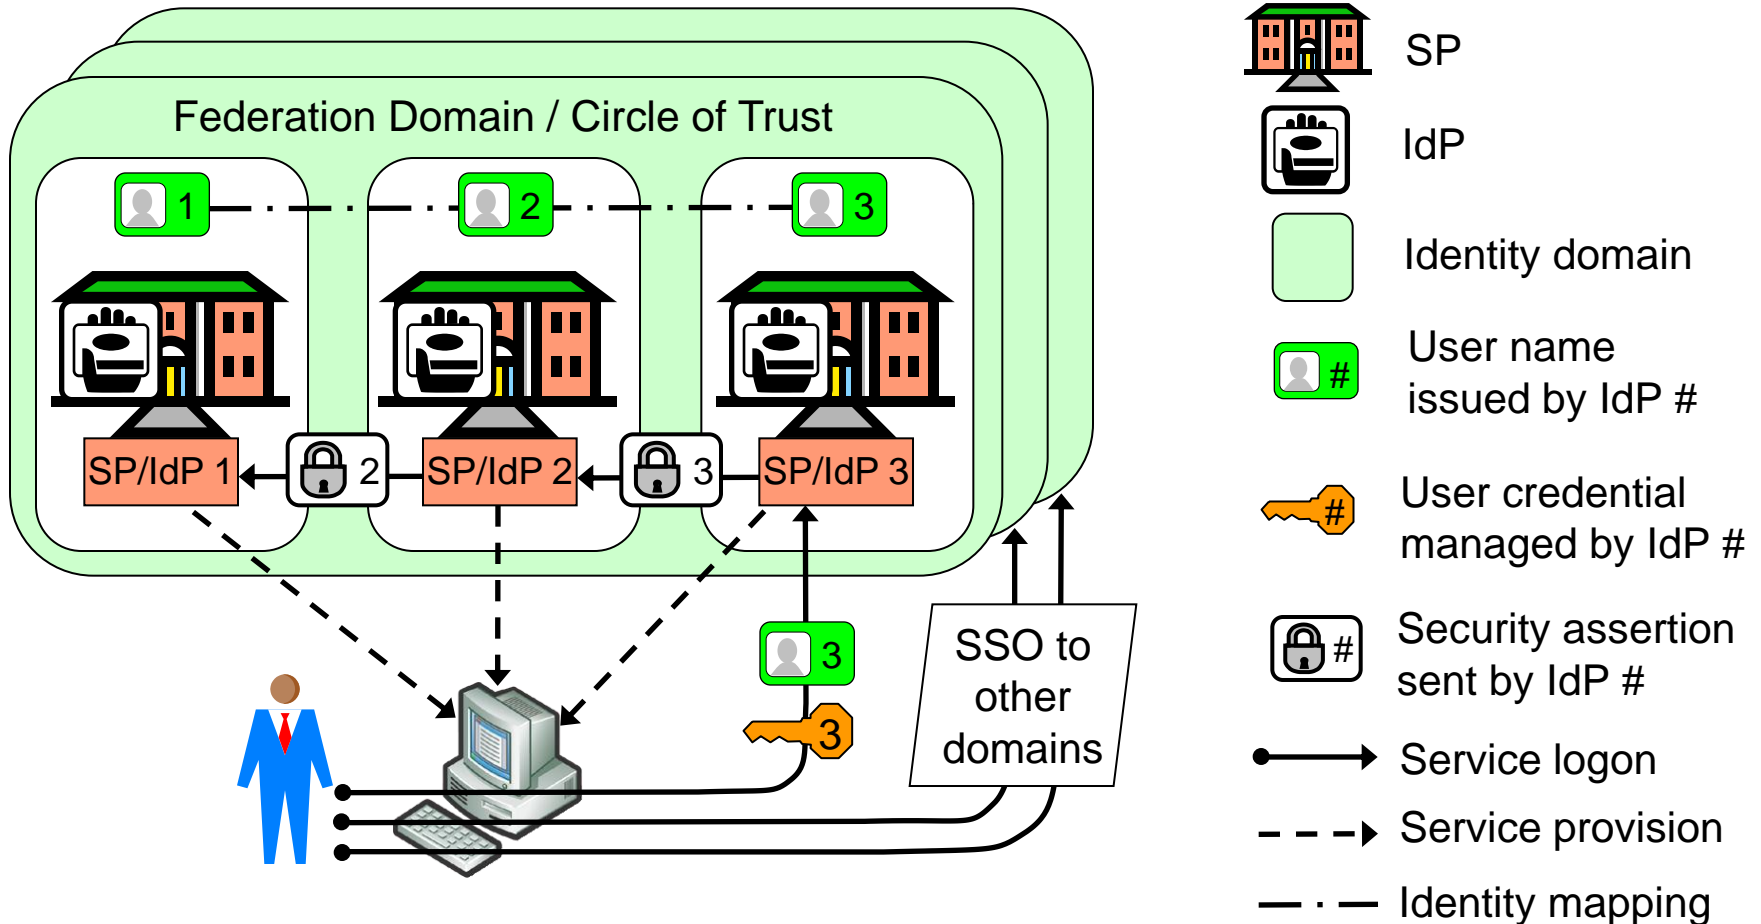 Federation Domain / Circle of Trust
1
2
3
SP/IdP 1
2
SP/IdP 2
3
SP/IdP 3
3
3
SSO to
other
domains
SP
IdP
Identity domain
#
User name
issued by IdP #
#
User credential
managed by IdP #
#
Security assertion
sent by IdP #
Service logon
Service provision
Identity mapping